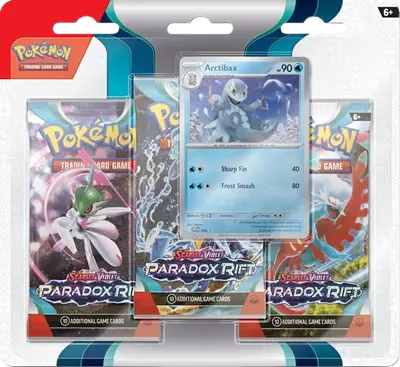 POKÉMON
TRADING CARD GAME
6+
Arctibax
HP 90
Sharp Fin 40
Frost Smash 80
Pokémon
TRADING CARD GAME
SCARLET & VIOLET
PARADOX RIFT
10 ADDITIONAL GAME CARDS
SCARLET & VIOLET
PARADOX RIFT
10 ADDITIONAL GAME CARDS
6+
GAME
SCARLET & VIOLET
PARADOX RIFT
10 ADDITIONAL GAME CARDS